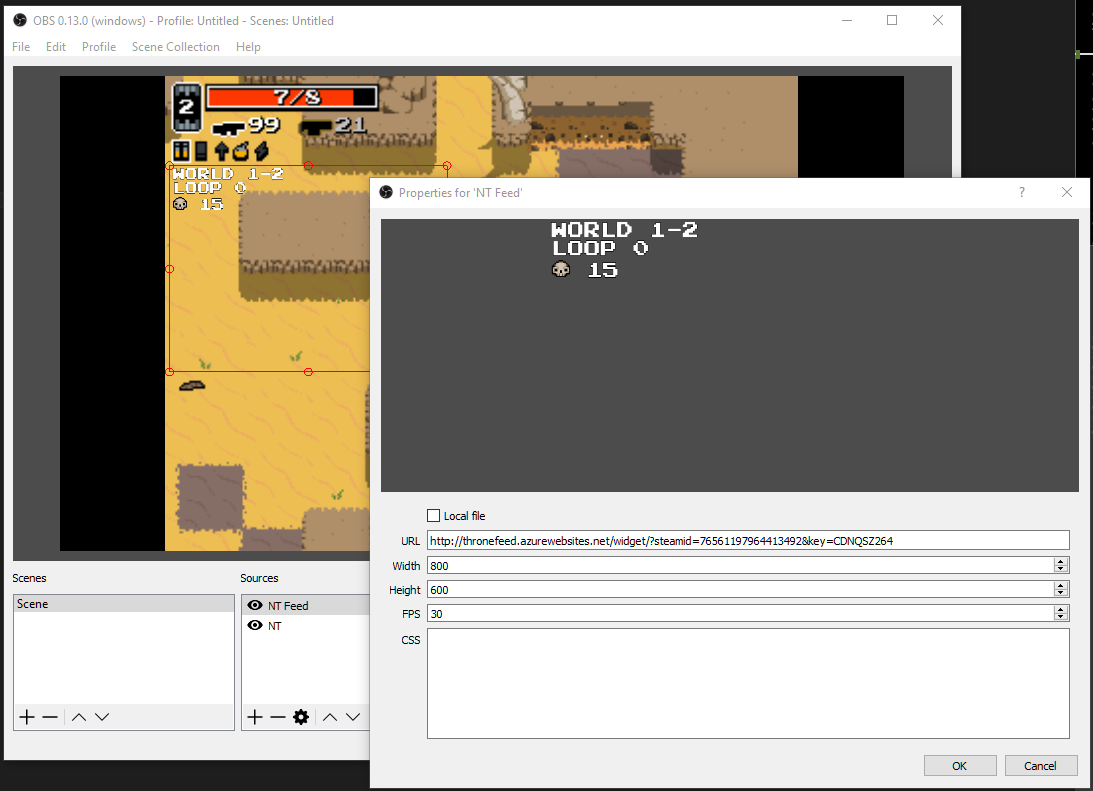 OBS 0.13.0 (windows) - Profile: Untitled - Scenes: Untitled
File Edit Profile Scene Collection Help
2 7/8
99 21
WORLD 1-2
LOOP 0
15
Properties for 'NT Feed' ?
WORLD 1-2
LOOP 0
15
Local file
URL http://thronefeed.azurewebsites.net/widget/?steamid=76561197964413492&key=CDNQSZ264
Width 800
Height 600
FPS 30
CSS
OK Cancel
Scenes
Scene
Sources
NT Feed
NT